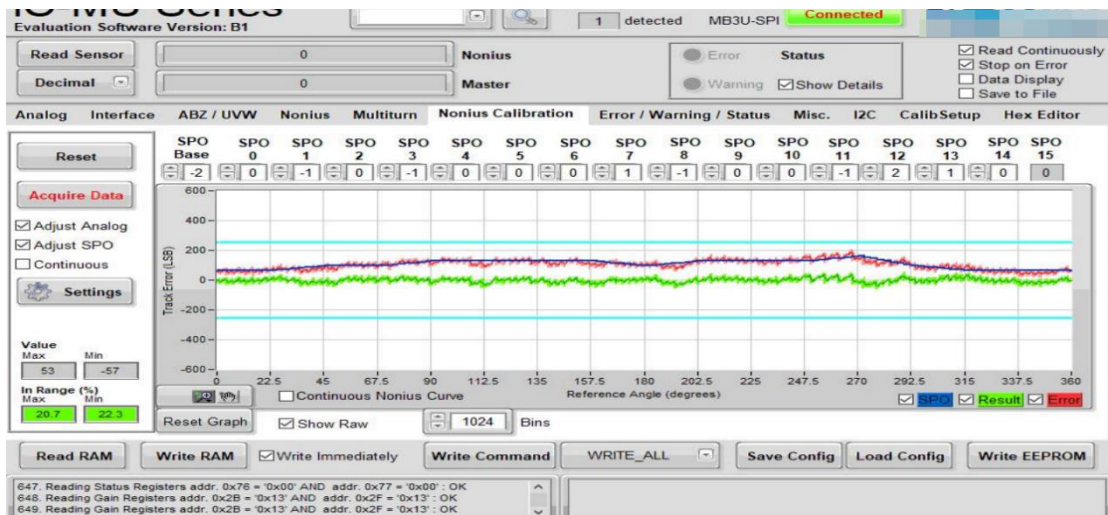 Evaluation Software Version: B1
1 detected MB3U-SPI Connected
Read Sensor 0 Nonius Error Status Read Continuously
Stop on Error
Decimal 0 Master Warning Show Details Data Display
Save to File
Analog Interface ABZ / UVW Nonius Multiturn Nonius Calibration Error / Warning / Status Misc. I2C CalibSetup Hex Editor
SPO SPO SPO SPO SPO SPO SPO SPO SPO SPO SPO SPO SPO SPO SPO SPO SPO
Base 0 1 2 3 4 5 6 7 8 9 10 11 12 13 14 15
-2 0 -1 0 -1 0 0 0 1 -1 0 0 -1 2 1 0 0
Reset
Acquire Data
Adjust Analog
Adjust SPO
Continuous
Settings
Value
Max Min
53 -57
In Range (%)
Max Min
20.7 22.3
Track Error (LSB)
600
400
200
0
-200
-400
-600
0 22.5 45 67.5 90 112.5 135 157.5 180 202.5 225 247.5 270 292.5 315 337.5 360
Continuous Nonius Curve Reference Angle (degrees) SPO Result Error
Reset Graph Show Raw 1024 Bins
Read RAM Write RAM Write Immediately Write Command WRITE_ALL Save Config Load Config Write EEPROM
647. Reading Status Registers addr. 0x76 = '0x00' AND addr. 0x77 = '0x00' : OK
648. Reading Gain Registers addr. 0x2B = '0x13' AND addr. 0x2F = '0x13' : OK
649. Reading Gain Registers addr. 0x2B = '0x13' AND addr. 0x2F = '0x13' : OK